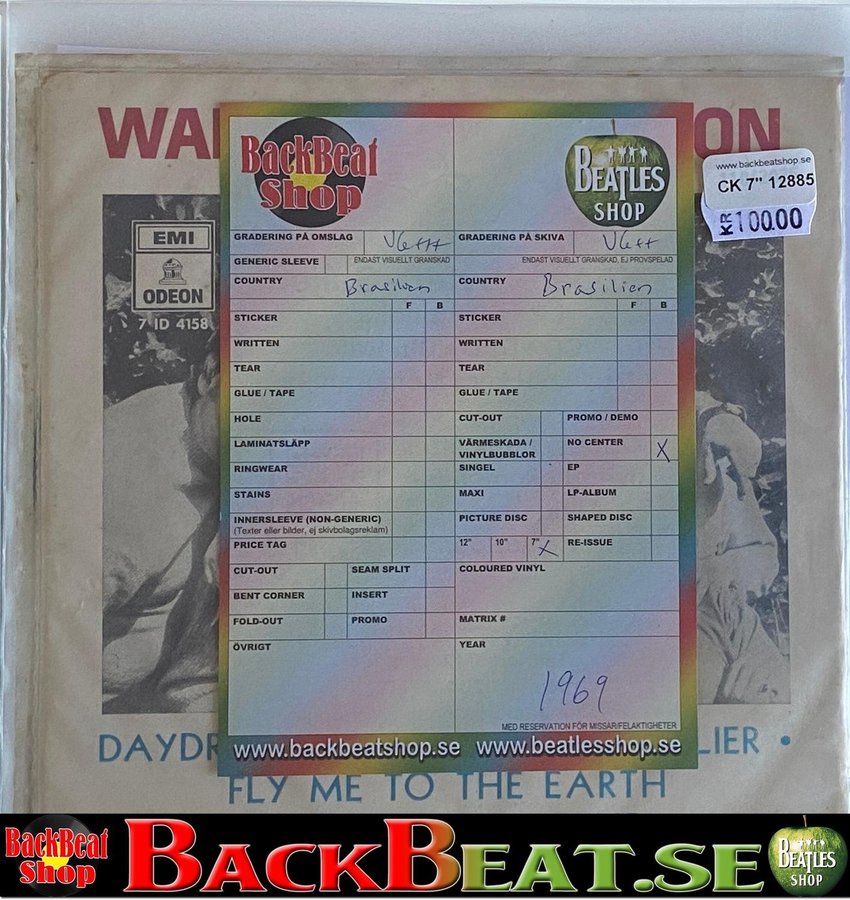 WAL
ON
www.backbeatshop.se
CK 7" 12885
KR 100.00
BackBeat Shop
BEATLES SHOP
EMI
ODEON
7 ID 4158
GRADERING PÅ OMSLAG VG+++
GRADERING PÅ SKIVA VG++
GENERIC SLEEVE
ENDAST VISUELLT GRANSKAD
ENDAST VISUELLT GRANSKAD, EJ PROVSPELAD
COUNTRY Brasilien
COUNTRY Brasilien
F B
F B
STICKER
STICKER
WRITTEN
WRITTEN
TEAR
TEAR
GLUE / TAPE
GLUE / TAPE
HOLE
CUT-OUT
PROMO / DEMO
LAMINATSLÄPP
VÄRMESKADA /
VINYLBUBBLOR
NO CENTER X
RINGWEAR
SINGEL
EP
STAINS
MAXI
LP-ALBUM
INNERSLEEVE (NON-GENERIC)
(Texter eller bilder, ej skivbolagsreklam)
PICTURE DISC
SHAPED DISC
PRICE TAG
12" 10" 7" X
RE-ISSUE
CUT-OUT
SEAM SPLIT
COLOURED VINYL
BENT CORNER
INSERT
FOLD-OUT
PROMO
MATRIX #
ÖVRIGT
YEAR
1969
MED RESERVATION FÖR MISSAR/FELAKTIGHETER
www.backbeatshop.se www.beatlesshop.se
DAYDR
LIER •
FLY ME TO THE EARTH
BackBeat Shop
BACKBEAT.SE
BEATLES SHOP